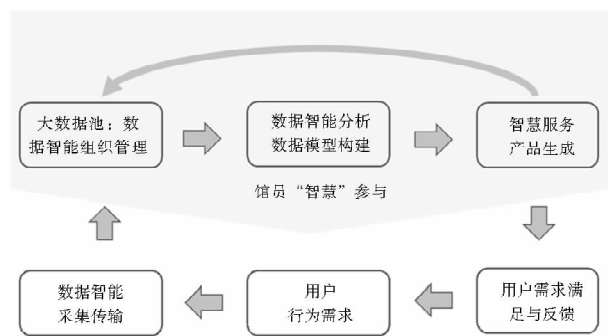 大数据池：数
据智能组织管理
数据智能分析
数据模型构建
智慧服务
产品生成
馆员“智慧”参与
数据智能
采集传输
用户
行为需求
用户需求满
足与反馈